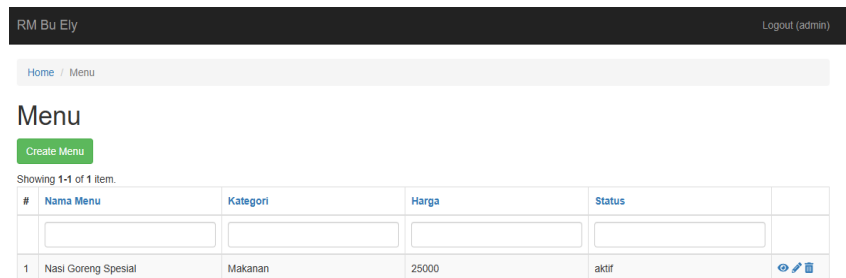 RM Bu Ely Logout (admin)
Home / Menu
Menu
Create Menu
Showing 1-1 of 1 item.
# Nama Menu Kategori Harga Status
1 Nasi Goreng Spesial Makanan 25000 aktif